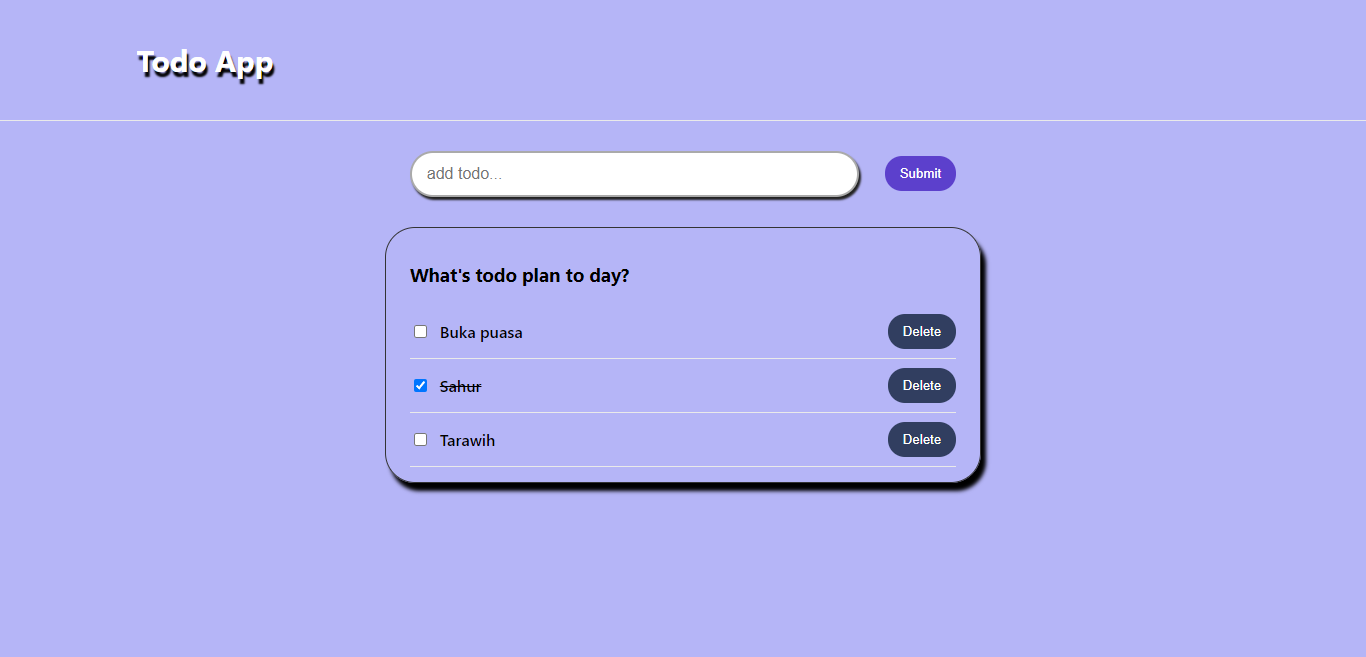 Todo App
add todo...
Submit
What's todo plan to day?
Buka puasa
Delete
Sahur
Delete
Tarawih
Delete